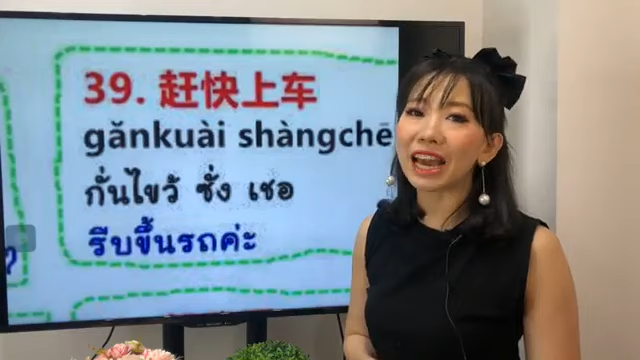 39. 赶快上车
gǎnkuài shàngchē
กั่นไขว้ ซั่ง เชอ
รีบขึ้นรถค่ะ